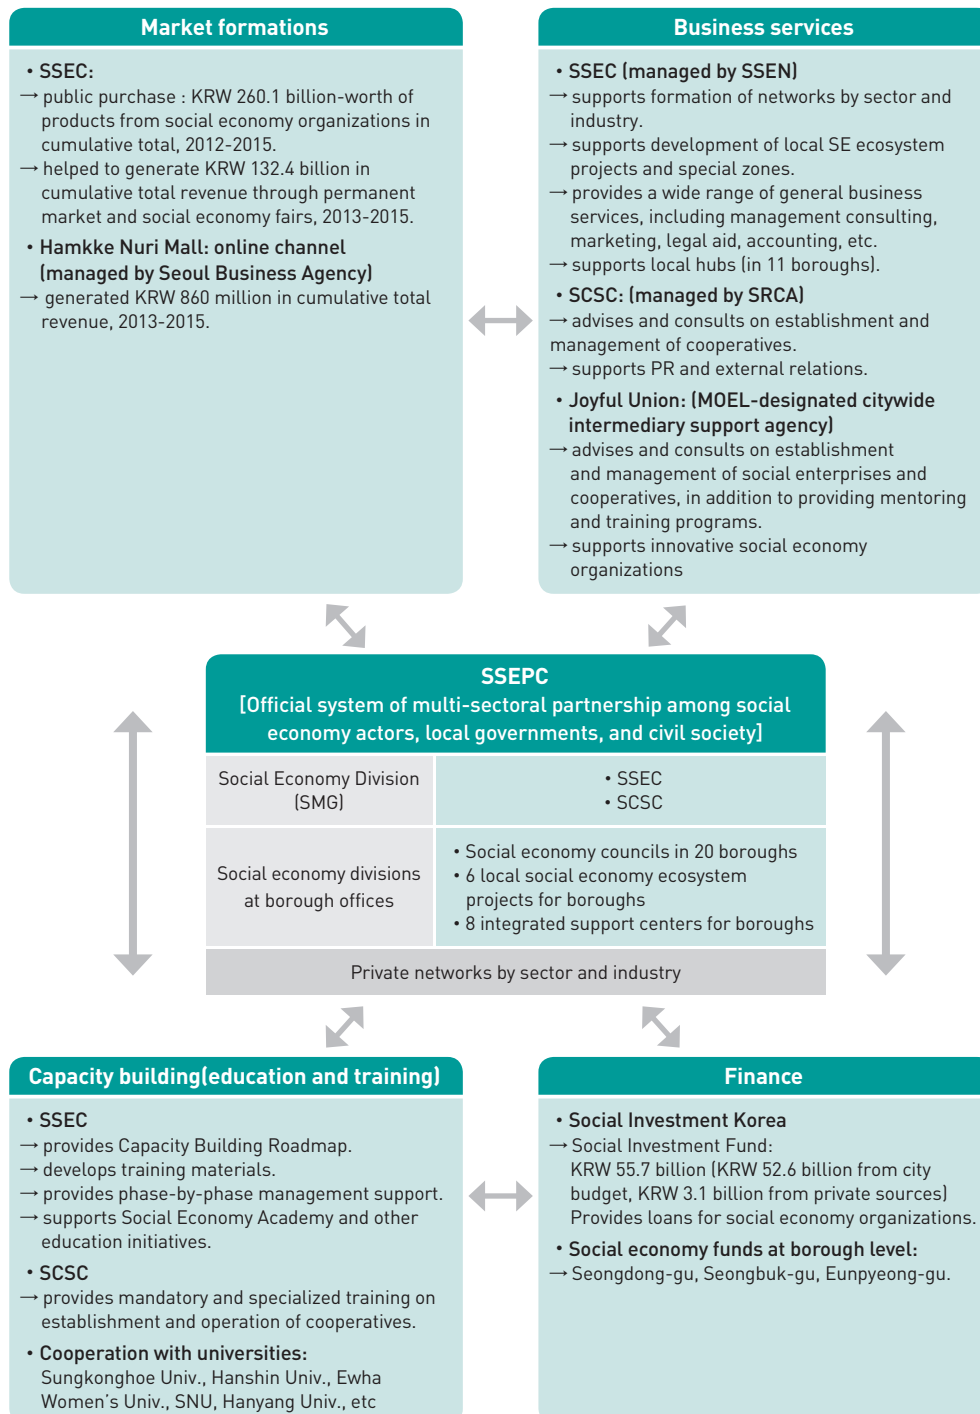 Market formations
• SSEC:
→ public purchase : KRW 260.1 billion-worth of
products from social economy organizations in
cumulative total, 2012-2015.
→ helped to generate KRW 132.4 billion in
cumulative total revenue through permanent
market and social economy fairs, 2013-2015.
• Hamkke Nuri Mall: online channel
(managed by Seoul Business Agency)
→ generated KRW 860 million in cumulative total
revenue, 2013-2015.
Business services
• SSEC (managed by SSEN)
→ supports formation of networks by sector and
industry.
→ supports development of local SE ecosystem
projects and special zones.
→ provides a wide range of general business
services, including management consulting,
marketing, legal aid, accounting, etc.
→ supports local hubs (in 11 boroughs).
• SCSC: (managed by SRCA)
→ advises and consults on establishment and
management of cooperatives.
→ supports PR and external relations.
• Joyful Union: (MOEL-designated citywide
intermediary support agency)
→ advises and consults on establishment
and management of social enterprises and
cooperatives, in addition to providing mentoring
and training programs.
→ supports innovative social economy
organizations
SSEPC
[Official system of multi-sectoral partnership among social
economy actors, local governments, and civil society]
Social Economy Division
(SMG)
• SSEC
• SCSC
Social economy divisions
at borough offices
• Social economy councils in 20 boroughs
• 6 local social economy ecosystem
projects for boroughs
• 8 integrated support centers for boroughs
Private networks by sector and industry
Capacity building(education and training)
• SSEC
→ provides Capacity Building Roadmap.
→ develops training materials.
→ provides phase-by-phase management support.
→ supports Social Economy Academy and other
education initiatives.
• SCSC
→ provides mandatory and specialized training on
establishment and operation of cooperatives.
• Cooperation with universities:
Sungkonghoe Univ., Hanshin Univ., Ewha
Women's Univ., SNU, Hanyang Univ., etc
Finance
• Social Investment Korea
→ Social Investment Fund:
KRW 55.7 billion (KRW 52.6 billion from city
budget, KRW 3.1 billion from private sources)
Provides loans for social economy organizations.
• Social economy funds at borough level:
→ Seongdong-gu, Seongbuk-gu, Eunpyeong-gu.